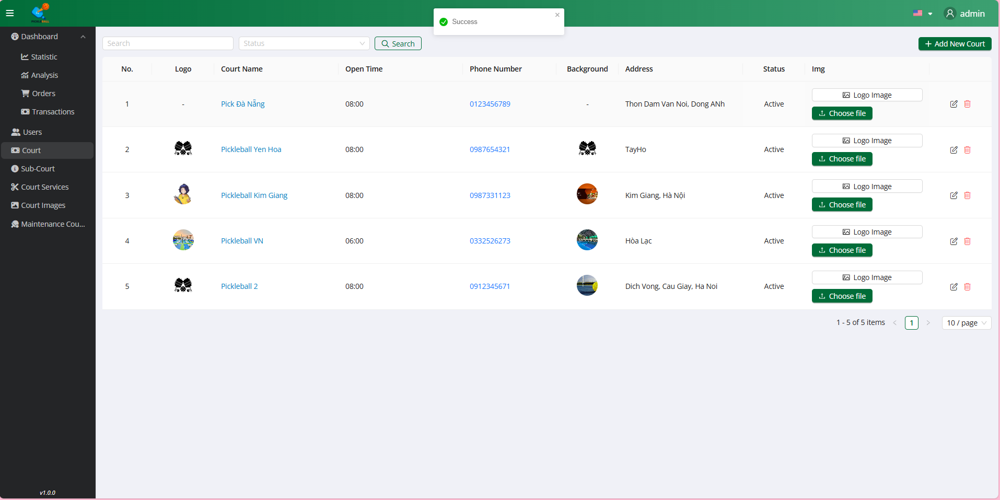 PICKLEBALL
Success
admin
Dashboard
Statistic
Analysis
Orders
Transactions
Users
Court
Sub-Court
Court Services
Court Images
Maintenance Cou...
v1.0.0
Search
Status
Search
Add New Court
No. Logo Court Name Open Time Phone Number Background Address Status Img
1 - Pick Đà Nẵng 08:00 0123456789 - Thon Dam Van Noi, Dong ANh Active
Logo Image
Choose file
2 Pickleball Yen Hoa 08:00 0987654321 TayHo Active
Logo Image
Choose file
3 Pickleball Kim Giang 08:00 0987331123 Kim Giang, Hà Nội Active
Logo Image
Choose file
4 Pickleball VN 06:00 0332526273 Hòa Lạc Active
Logo Image
Choose file
5 Pickleball 2 08:00 0912345671 Dich Vong, Cau Giay, Ha Noi Active
Logo Image
Choose file
1 - 5 of 5 items
1
10 / page